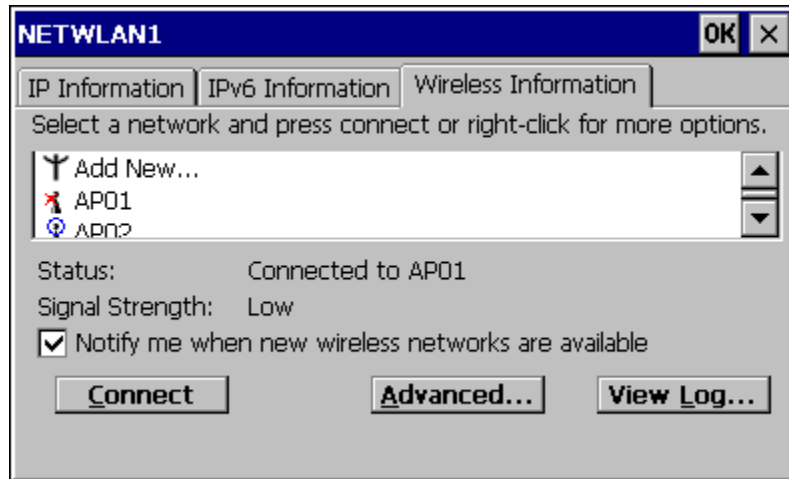 NETWLAN1 OK ×
IP Information IPv6 Information Wireless Information
Select a network and press connect or right-click for more options.
Add New...
AP01
AP02
Status: Connected to AP01
Signal Strength: Low
Notify me when new wireless networks are available
Connect Advanced... View Log...